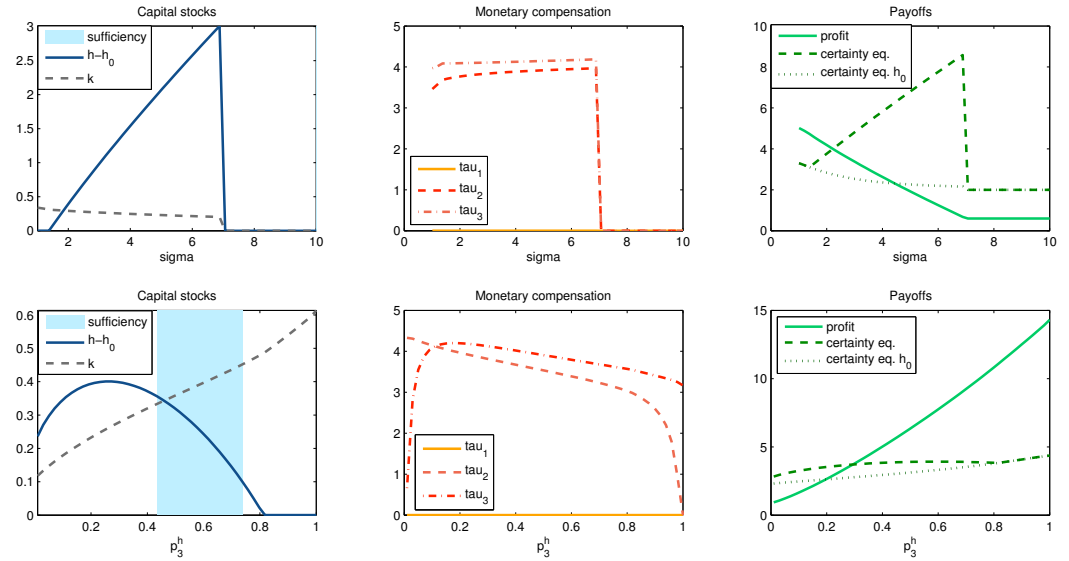 Capital stocks
3
2.5
2
1.5
1
0.5
0
2
4
6
8
10
sigma
sufficiency
h−h0
k
Monetary compensation
5
4
3
2
1
0
0
2
4
6
8
10
sigma
tau1
tau2
tau3
Payoffs
10
8
6
4
2
0
0
2
4
6
8
10
sigma
profit
certainty eq.
certainty eq. h0
Capital stocks
0.6
0.5
0.4
0.3
0.2
0.1
0
0.2
0.4
0.6
0.8
1
p3h
sufficiency
h−h0
k
Monetary compensation
5
4
3
2
1
0
0
0.2
0.4
0.6
0.8
1
p3h
tau1
tau2
tau3
Payoffs
15
10
5
0
0
0.2
0.4
0.6
0.8
1
p3h
profit
certainty eq.
certainty eq. h0